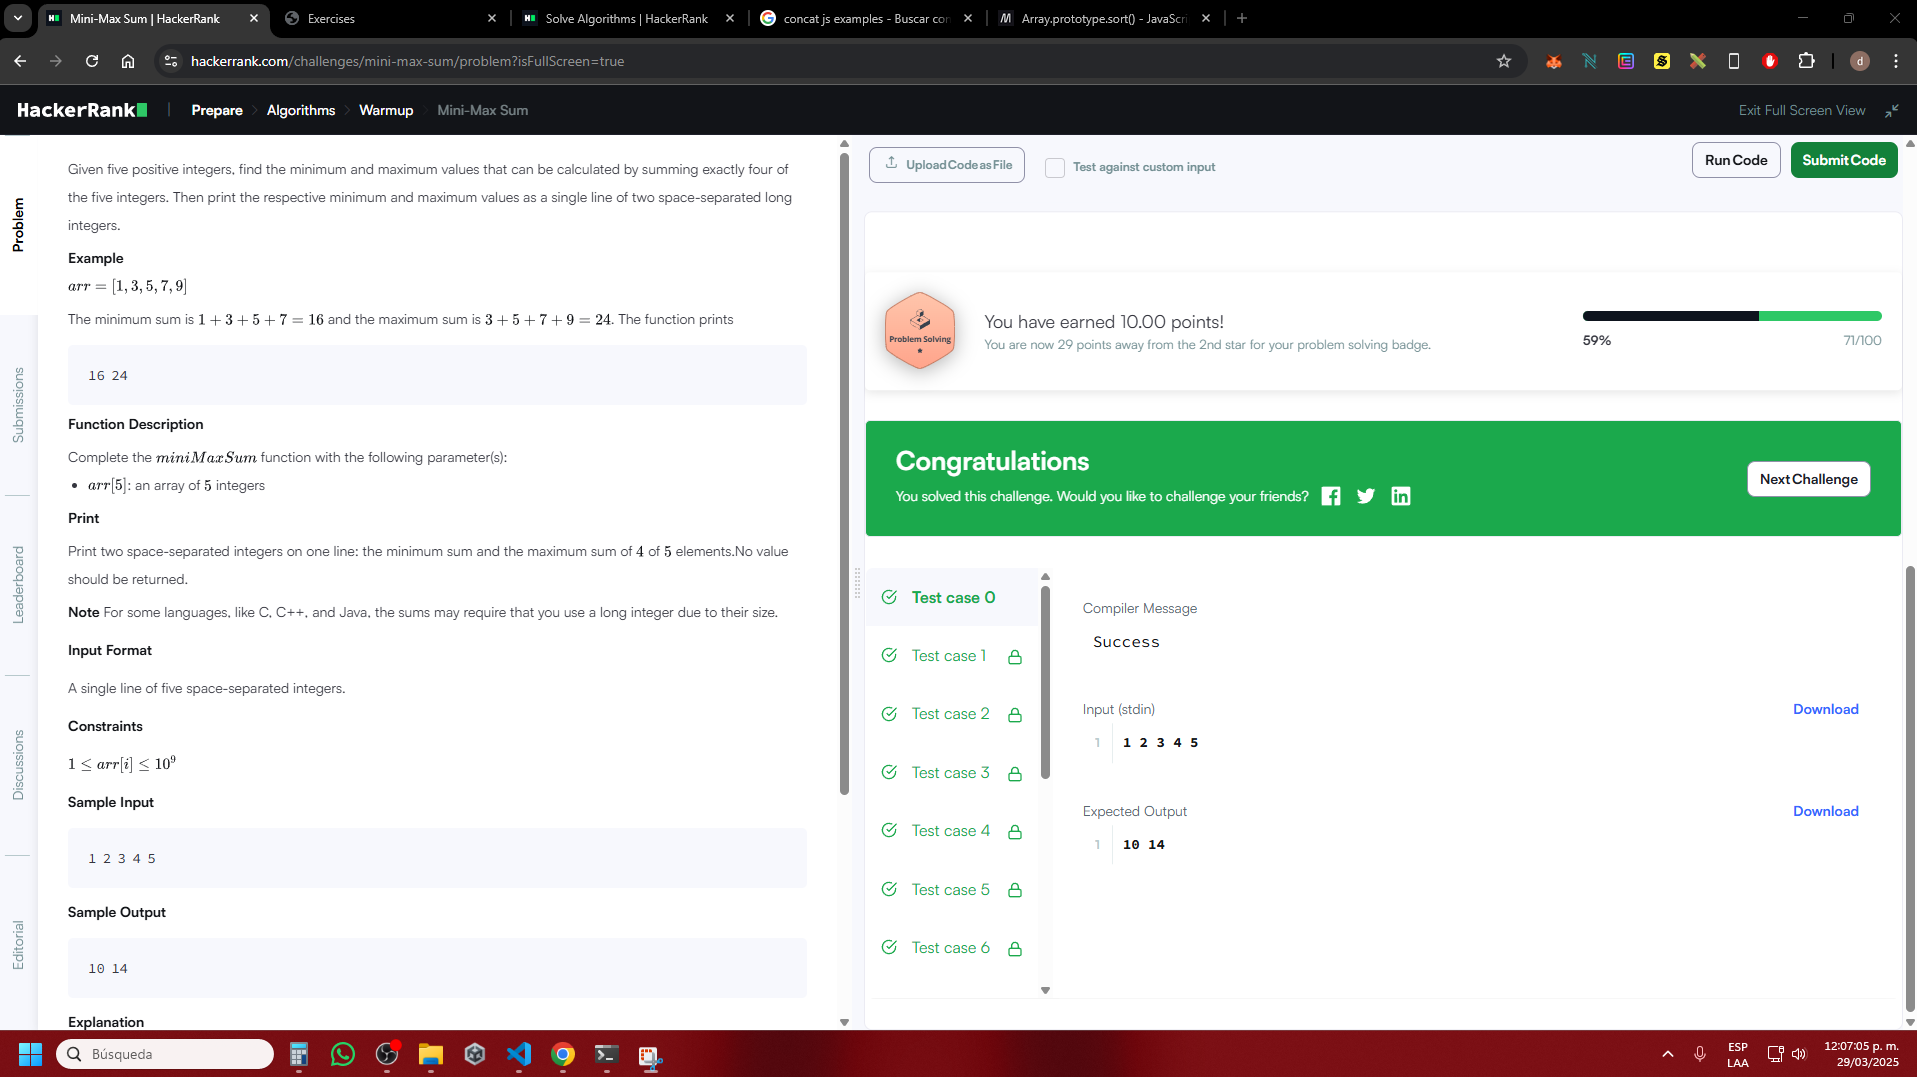 Mini-Max Sum | HackerRank
Exercises
Solve Algorithms | HackerRank
concat js examples - Buscar con
Array.prototype.sort() - JavaScri
hackerrank.com/challenges/mini-max-sum/problem?isFullScreen=true
d
HackerRank
Prepare
Algorithms
Warmup
Mini-Max Sum
Exit Full Screen View
Problem
Submissions
Leaderboard
Discussions
Editorial
Given five positive integers, find the minimum and maximum values that can be calculated by summing exactly four of
the five integers. Then print the respective minimum and maximum values as a single line of two space-separated long
integers.
Example
arr = [1, 3, 5, 7, 9]
The minimum sum is 1 + 3 + 5 + 7 = 16 and the maximum sum is 3 + 5 + 7 + 9 = 24. The function prints
16 24
Function Description
Complete the miniMaxSum function with the following parameter(s):
• arr[5]: an array of 5 integers
Print
Print two space-separated integers on one line: the minimum sum and the maximum sum of 4 of 5 elements.No value
should be returned.
Note For some languages, like C, C++, and Java, the sums may require that you use a long integer due to their size.
Input Format
A single line of five space-separated integers.
Constraints
1 ≤ arr[i] ≤ 10⁹
Sample Input
1 2 3 4 5
Sample Output
10 14
Explanation
Upload Code as File
Test against custom input
Run Code
Submit Code
Problem Solving
You have earned 10.00 points!
You are now 29 points away from the 2nd star for your problem solving badge.
59%
71/100
Congratulations
You solved this challenge. Would you like to challenge your friends?
Next Challenge
Test case 0
Test case 1
Test case 2
Test case 3
Test case 4
Test case 5
Test case 6
Compiler Message
Success
Input (stdin)
Download
1
1 2 3 4 5
Expected Output
Download
1
10 14
Búsqueda
ESP
LAA
12:07:05 p. m.
29/03/2025